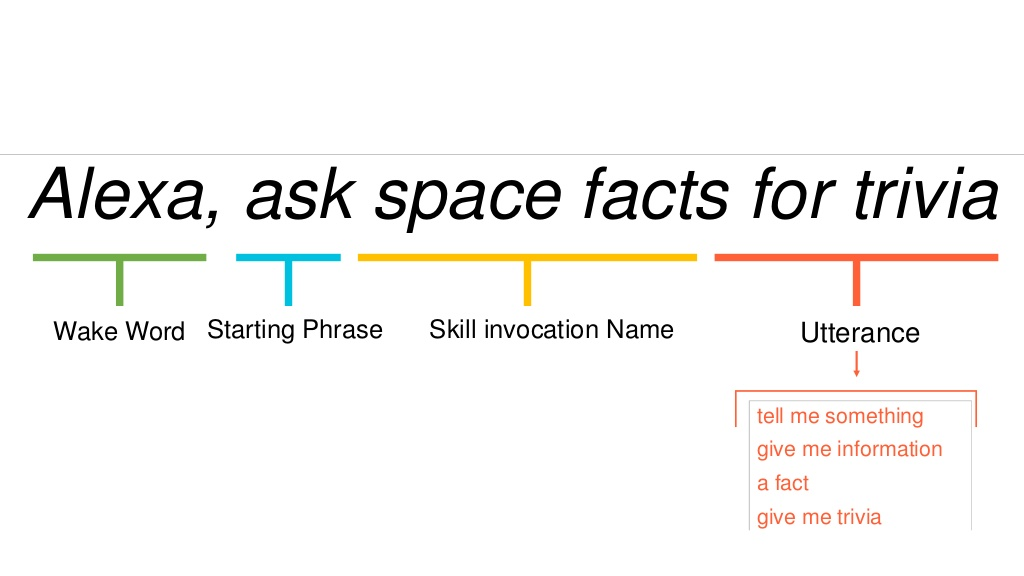 Alexa, ask space facts for trivia
Wake Word Starting Phrase Skill invocation Name Utterance
tell me something
give me information
a fact
give me trivia